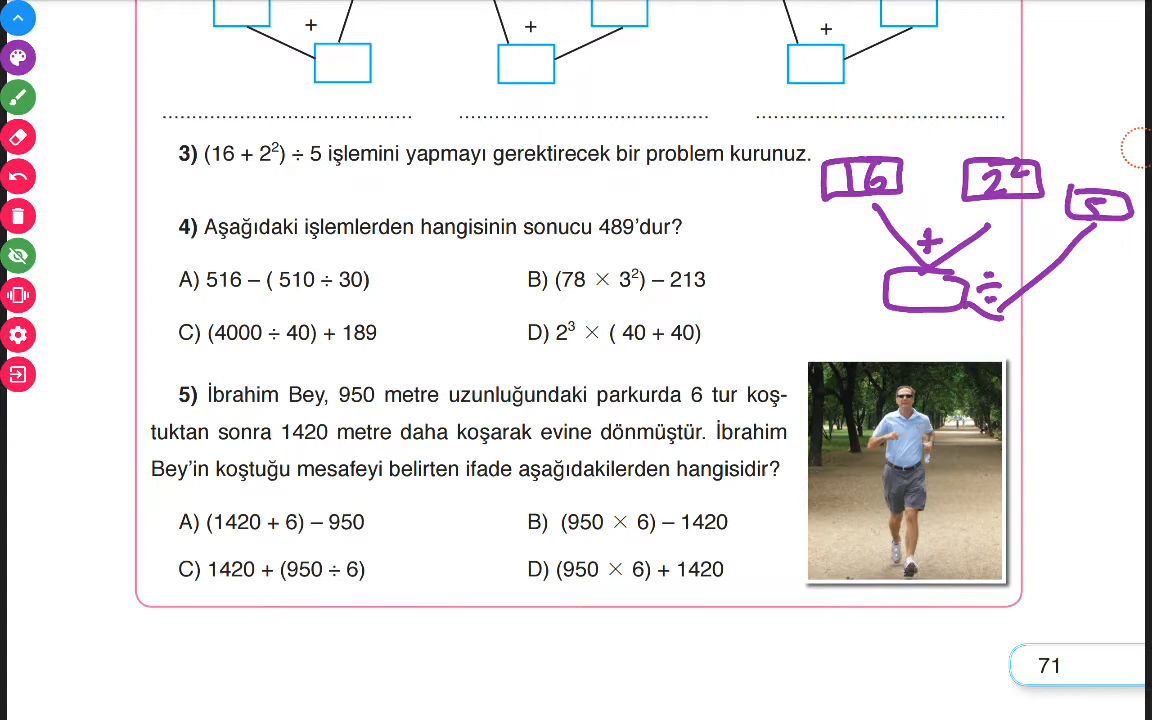 + + +
3) (16 + 2²) ÷ 5 işlemini yapmayı gerektirecek bir problem kurunuz.
16 2² 5
+ ÷
4) Aşağıdaki işlemlerden hangisinin sonucu 489’dur?
A) 516 – ( 510 ÷ 30) B) (78 × 3²) – 213
C) (4000 ÷ 40) + 189 D) 2³ × ( 40 + 40)
5) İbrahim Bey, 950 metre uzunluğundaki parkurda 6 tur koş-
tuktan sonra 1420 metre daha koşarak evine dönmüştür. İbrahim
Bey’in koştuğu mesafeyi belirten ifade aşağıdakilerden hangisidir?
A) (1420 + 6) – 950 B) (950 × 6) – 1420
C) 1420 + (950 ÷ 6) D) (950 × 6) + 1420
71